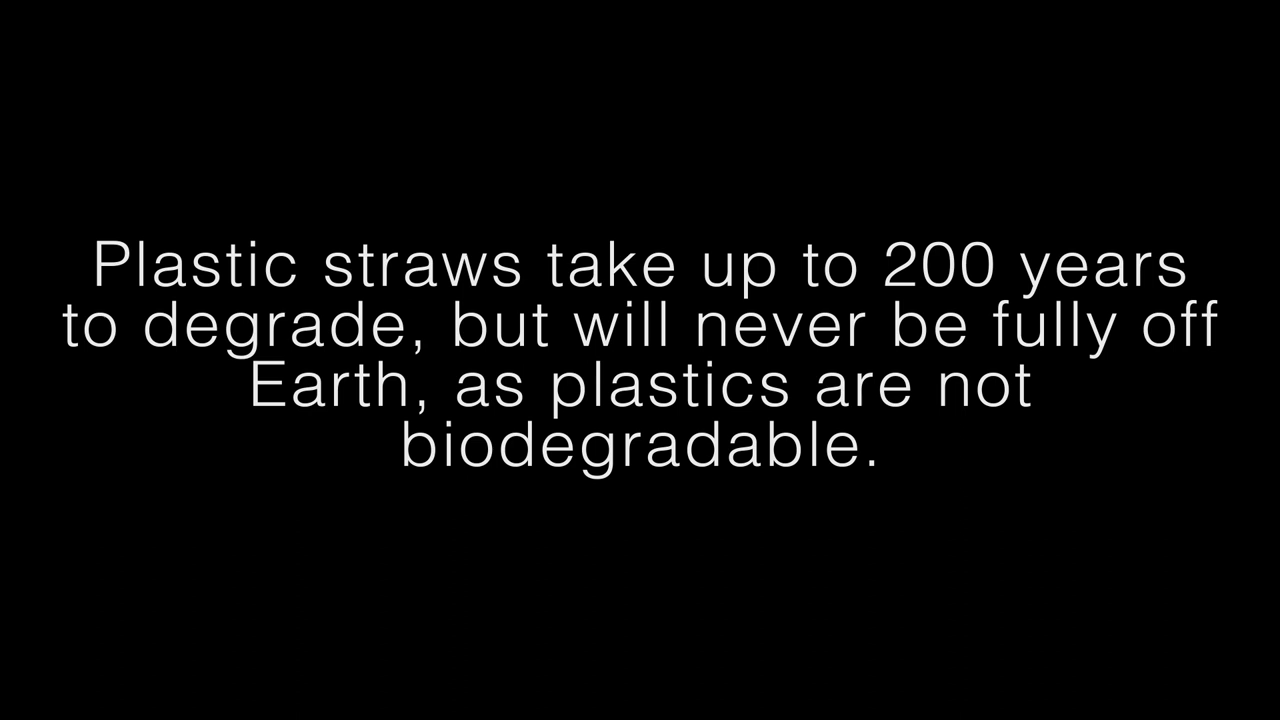 Plastic straws take up to 200 years
to degrade, but will never be fully off
Earth, as plastics are not
biodegradable.